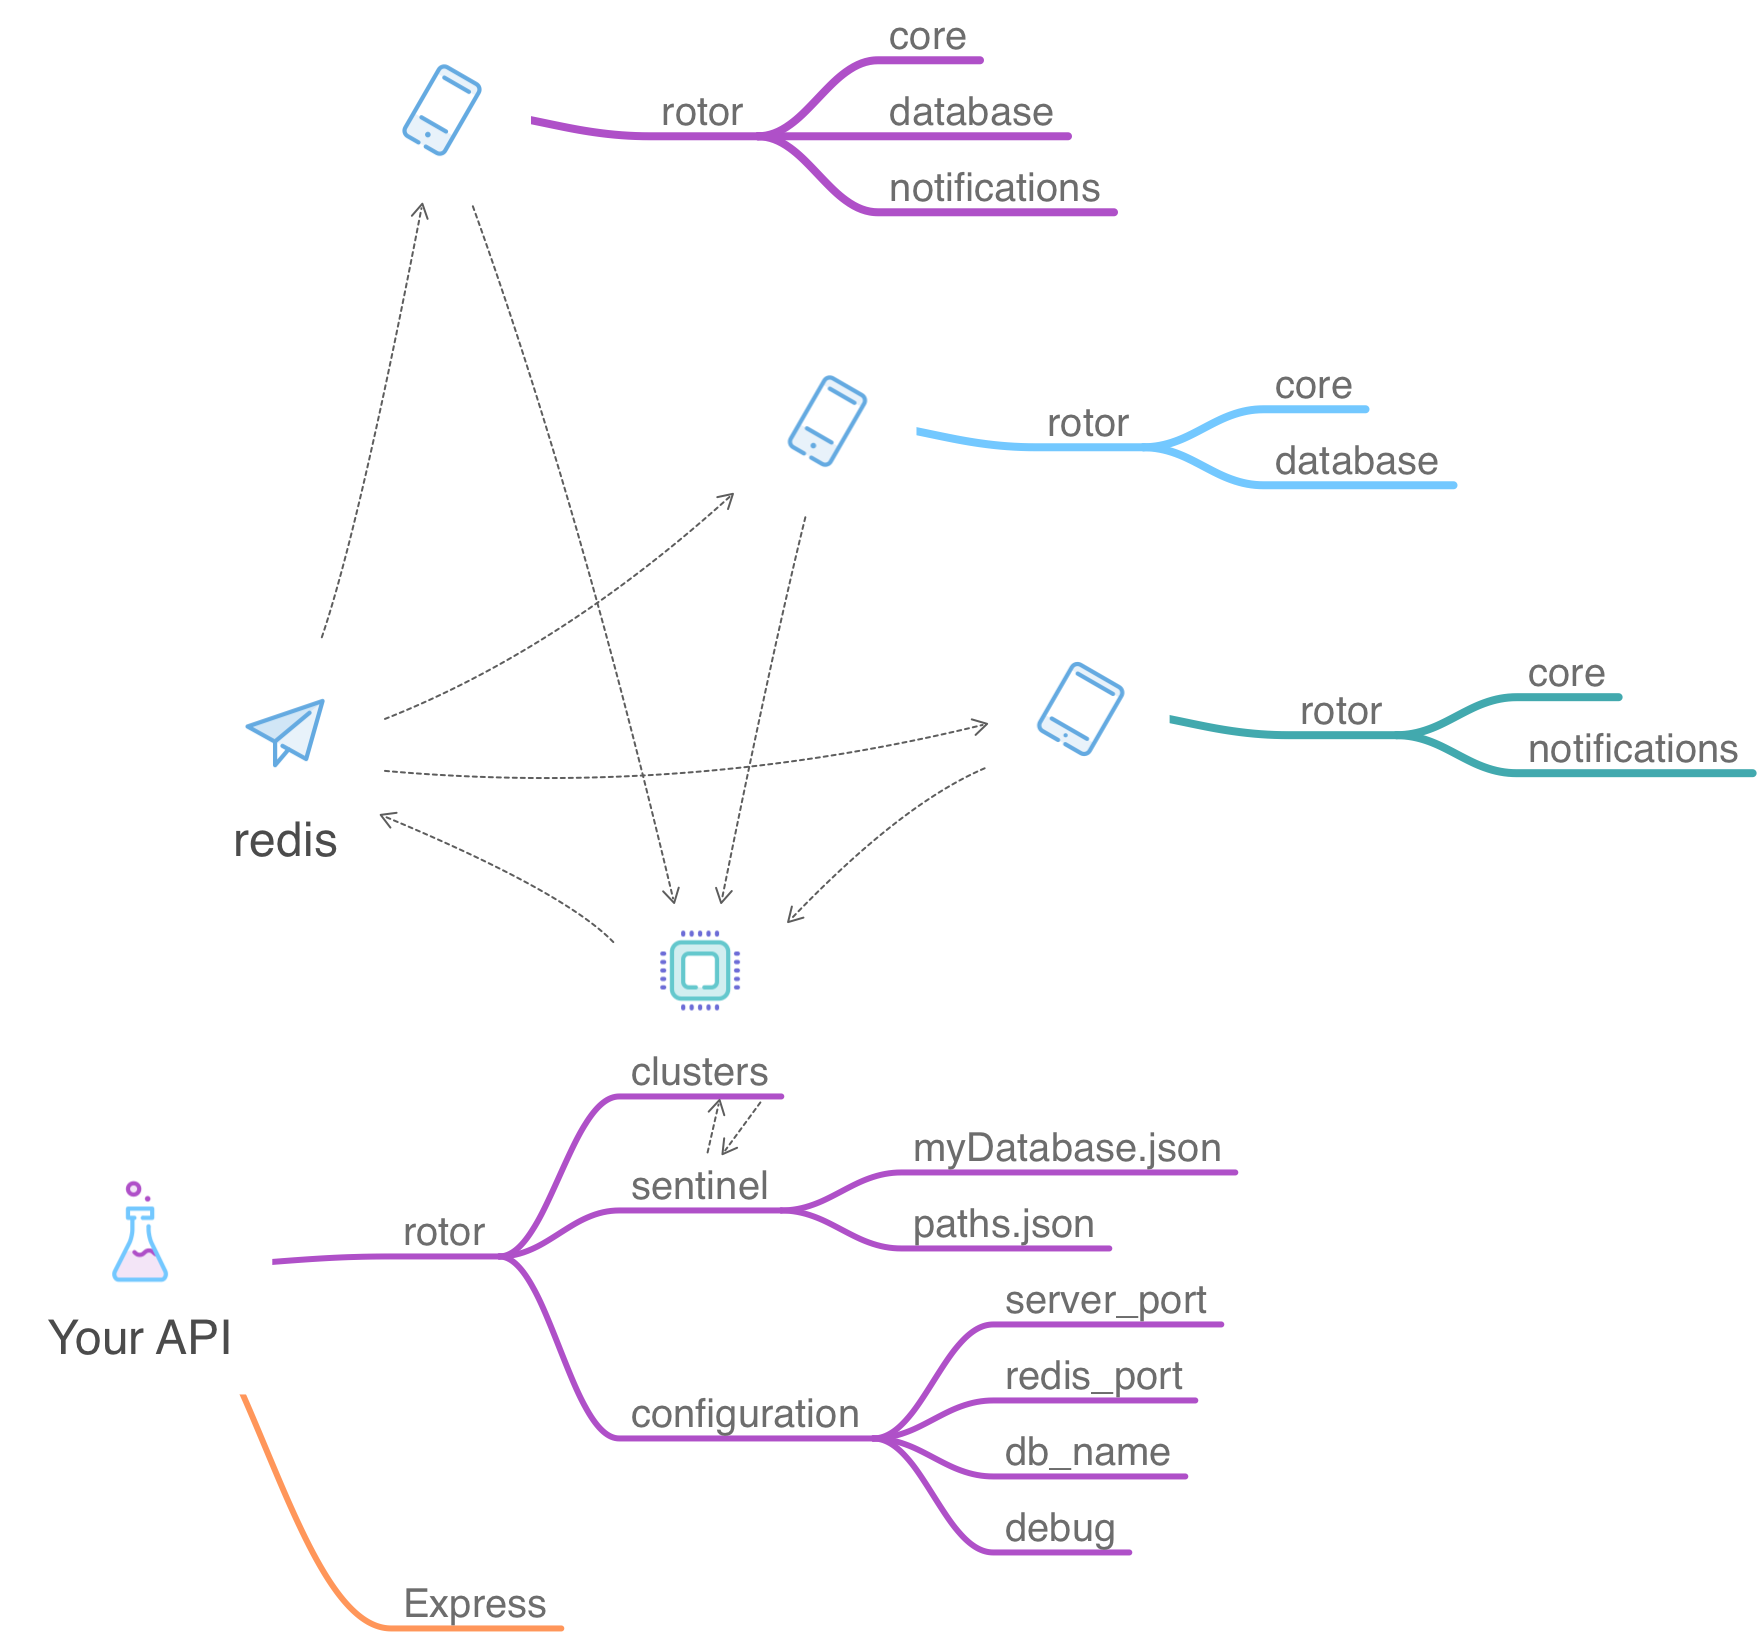 core
rotor
database
notifications
core
rotor
database
core
rotor
notifications
redis
clusters
myDatabase.json
sentinel
paths.json
rotor
server_port
Your API
redis_port
configuration
db_name
debug
Express